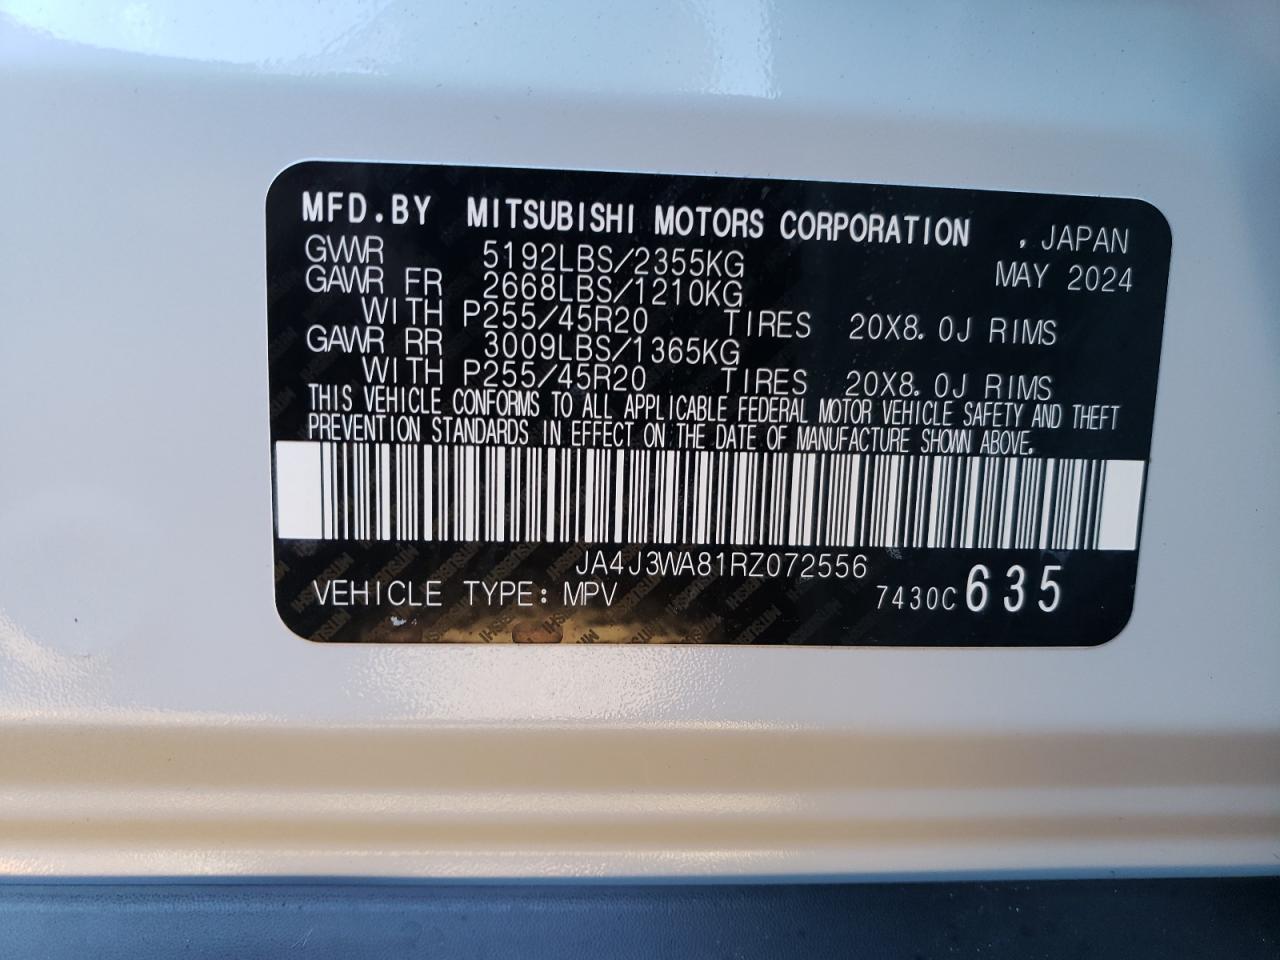 MFD.BY MITSUBISHI MOTORS CORPORATION , JAPAN
GVWR 5192LBS/2355KG MAY 2024
GAWR FR 2668LBS/1210KG
WITH P255/45R20 TIRES 20X8.0J RIMS
GAWR RR 3009LBS/1365KG
WITH P255/45R20 TIRES 20X8.0J RIMS
THIS VEHICLE CONFORMS TO ALL APPLICABLE FEDERAL MOTOR VEHICLE SAFETY AND THEFT
PREVENTION STANDARDS IN EFFECT ON THE DATE OF MANUFACTURE SHOWN ABOVE.
JA4J3WA81RZ072556
VEHICLE TYPE: MPV 7430C 635